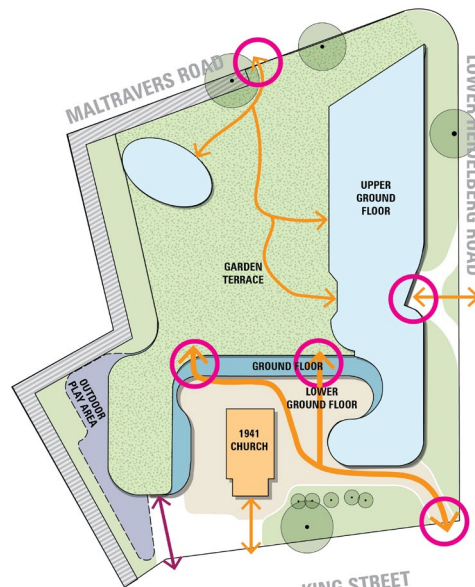 MALTRAVERS ROAD
LOWER HEIDELBERG ROAD
UPPER
GROUND
FLOOR
GARDEN
TERRACE
GROUND FLOOR
LOWER
GROUND FLOOR
OUTDOOR
PLAY AREA
1941
CHURCH
KING STREET